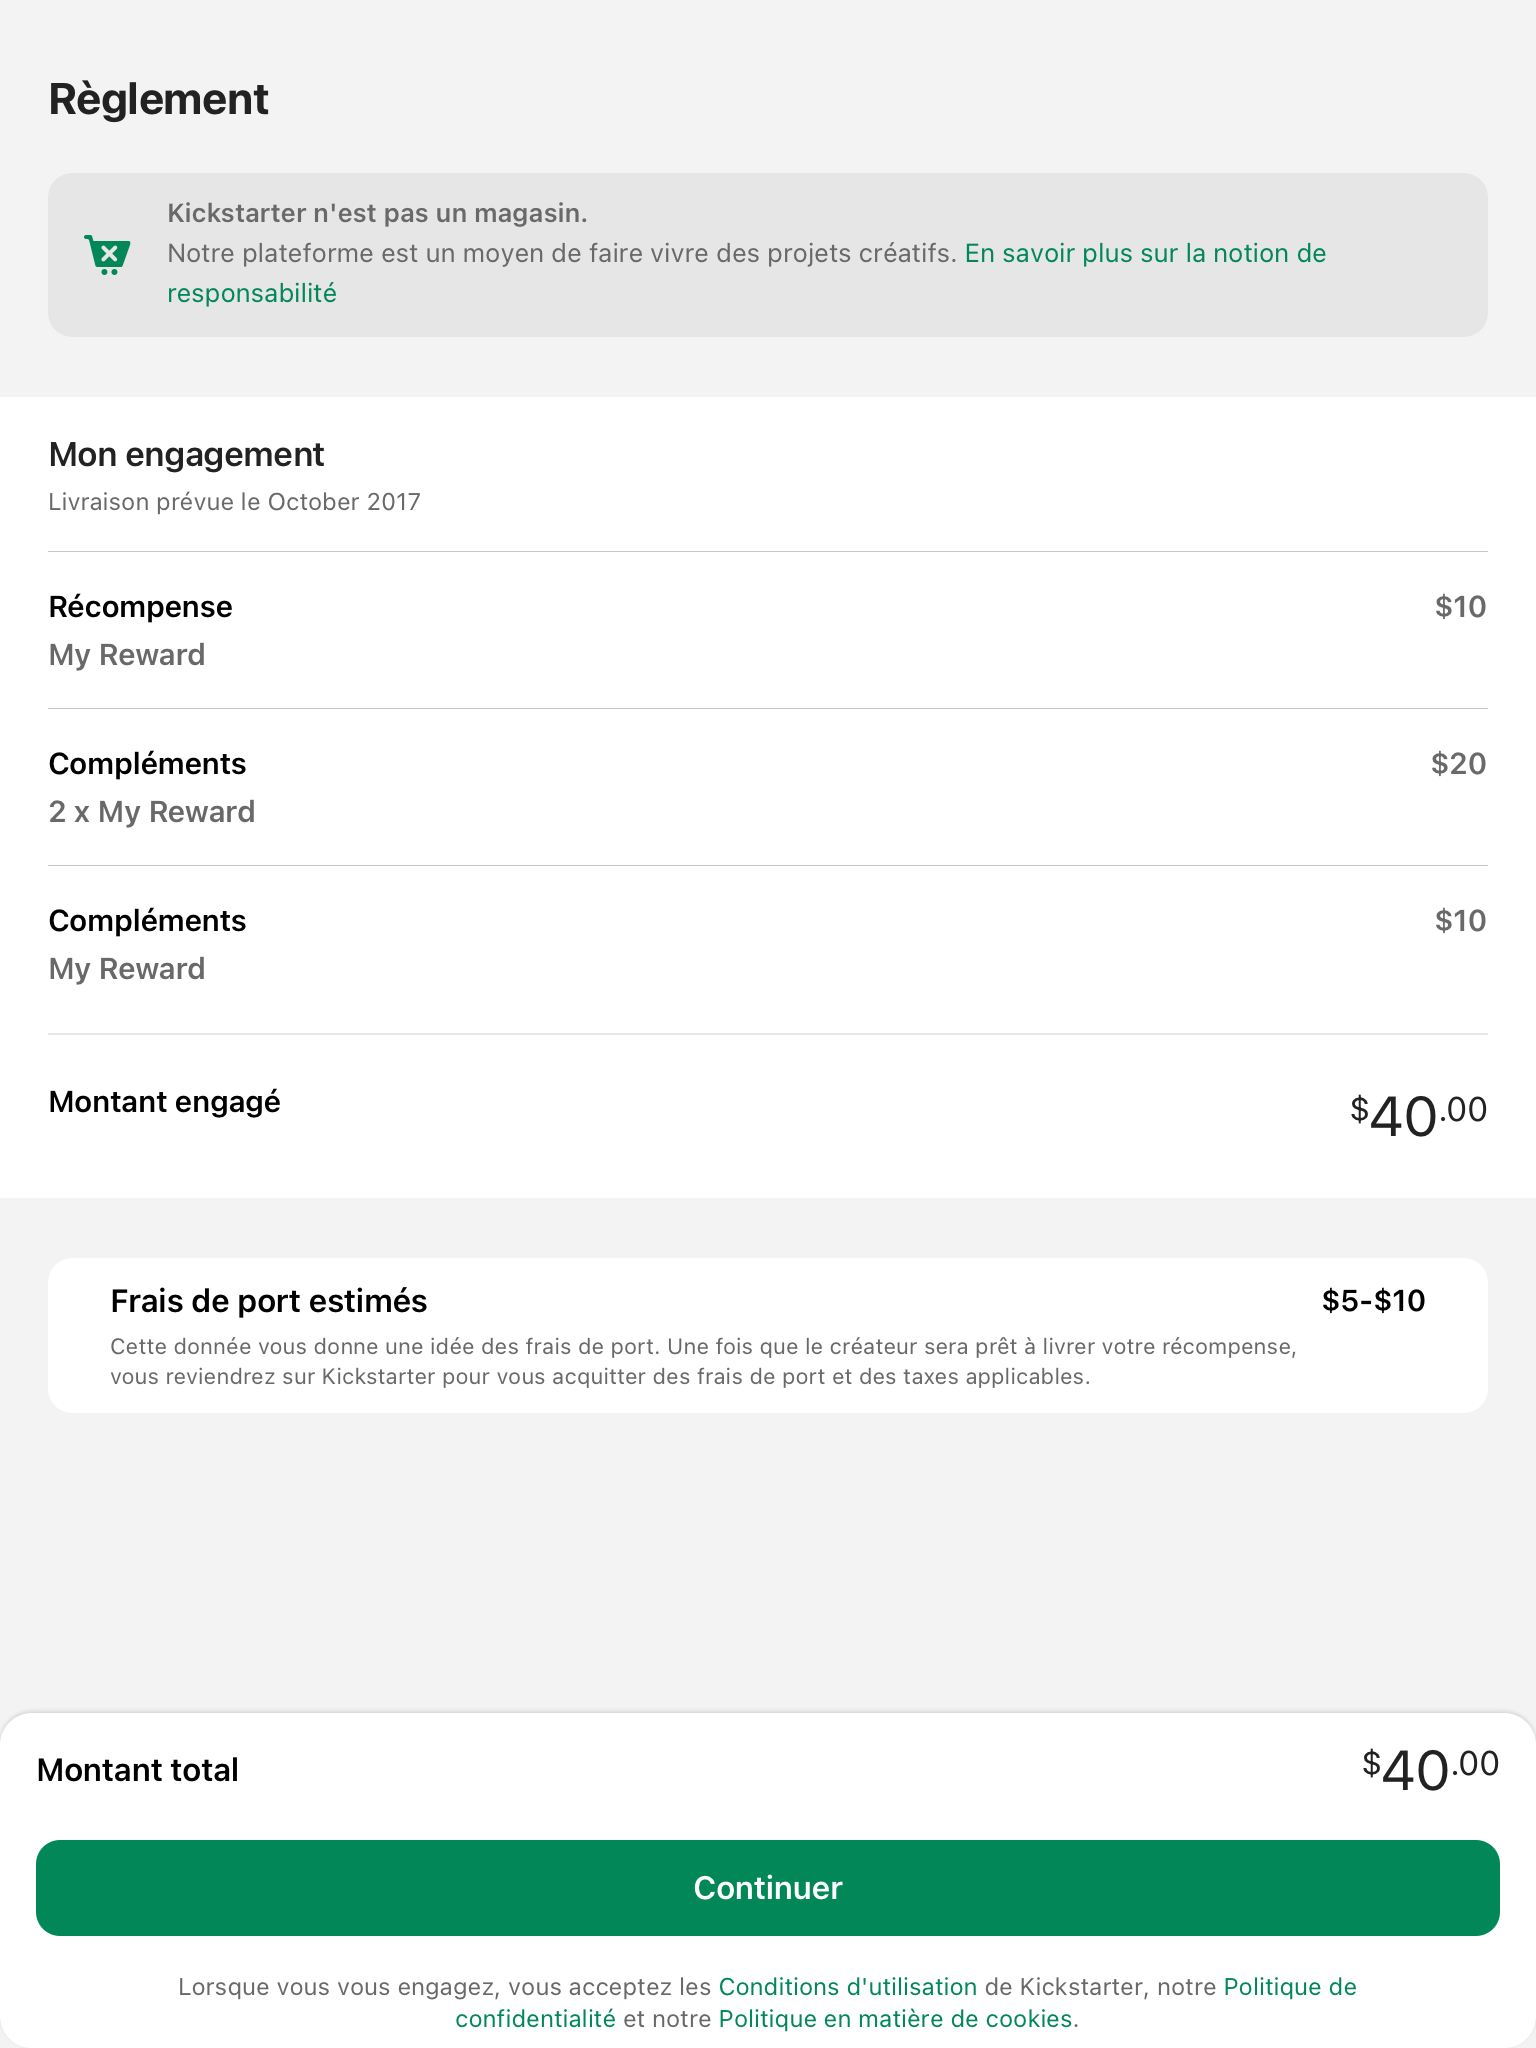 Règlement
Kickstarter n'est pas un magasin.
Notre plateforme est un moyen de faire vivre des projets créatifs. En savoir plus sur la notion de
responsabilité
Mon engagement
Livraison prévue le October 2017
Récompense $10
My Reward
Compléments $20
2 x My Reward
Compléments $10
My Reward
Montant engagé $40.00
Frais de port estimés $5-$10
Cette donnée vous donne une idée des frais de port. Une fois que le créateur sera prêt à livrer votre récompense,
vous reviendrez sur Kickstarter pour vous acquitter des frais de port et des taxes applicables.
Montant total $40.00
Continuer
Lorsque vous vous engagez, vous acceptez les Conditions d'utilisation de Kickstarter, notre Politique de
confidentialité et notre Politique en matière de cookies.